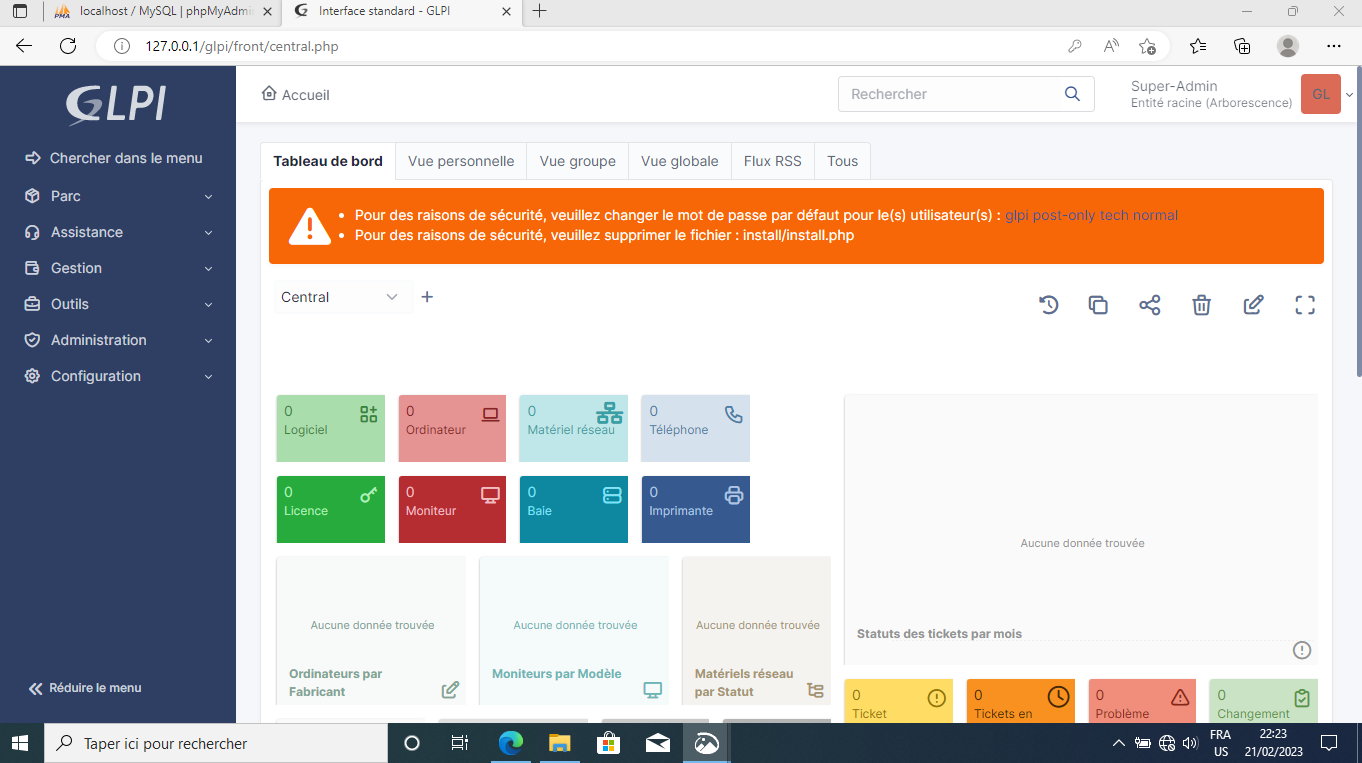 localhost / MySQL | phpMyAdmi
Interface standard - GLPI
127.0.0.1/glpi/front/central.php
GLPI
Accueil
Rechercher
Super-Admin
Entité racine (Arborescence)
GL
Chercher dans le menu
Parc
Assistance
Gestion
Outils
Administration
Configuration
Réduire le menu
Tableau de bord
Vue personnelle
Vue groupe
Vue globale
Flux RSS
Tous
• Pour des raisons de sécurité, veuillez changer le mot de passe par défaut pour le(s) utilisateur(s) : glpi post-only tech normal
• Pour des raisons de sécurité, veuillez supprimer le fichier : install/install.php
Central
0
Logiciel
0
Ordinateur
0
Matériel réseau
0
Téléphone
0
Licence
0
Moniteur
0
Baie
0
Imprimante
Aucune donnée trouvée
Statuts des tickets par mois
Aucune donnée trouvée
Ordinateurs par
Fabricant
Aucune donnée trouvée
Moniteurs par Modèle
Aucune donnée trouvée
Matériels réseau
par Statut
0
Ticket
0
Tickets en
0
Problème
0
Changement
Taper ici pour rechercher
FRA
US
22:23
21/02/2023